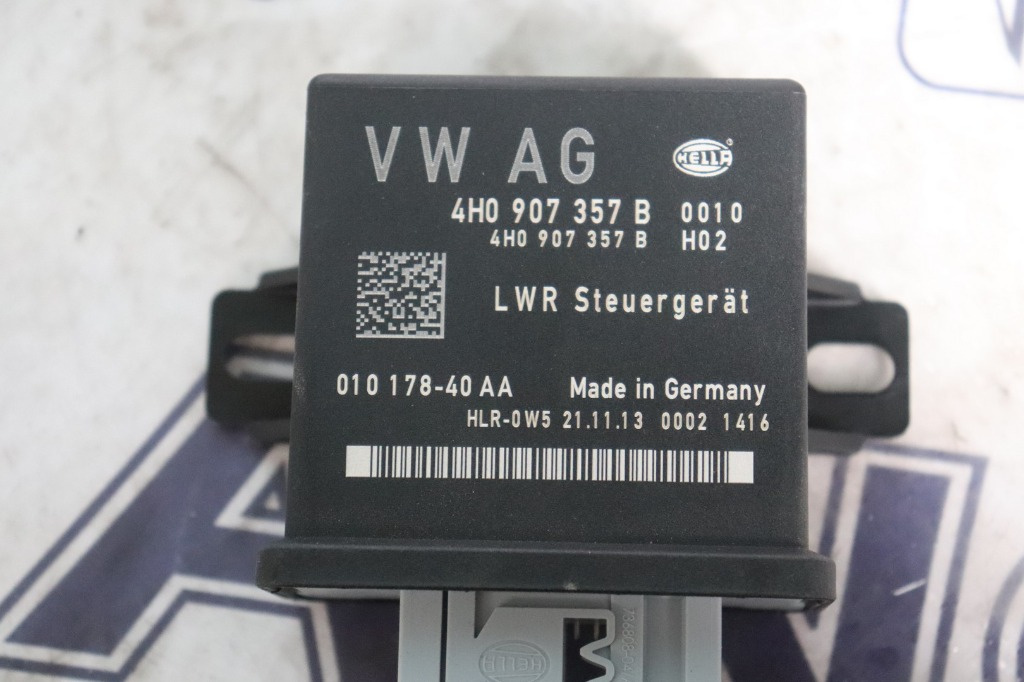 VW AG
HELLA
4H0 907 357 B 0010
4H0 907 357 B H02
LWR Steuergerät
010 178-40 AA Made in Germany
HLR-0W5 21.11.13 0002 1416
HELLA